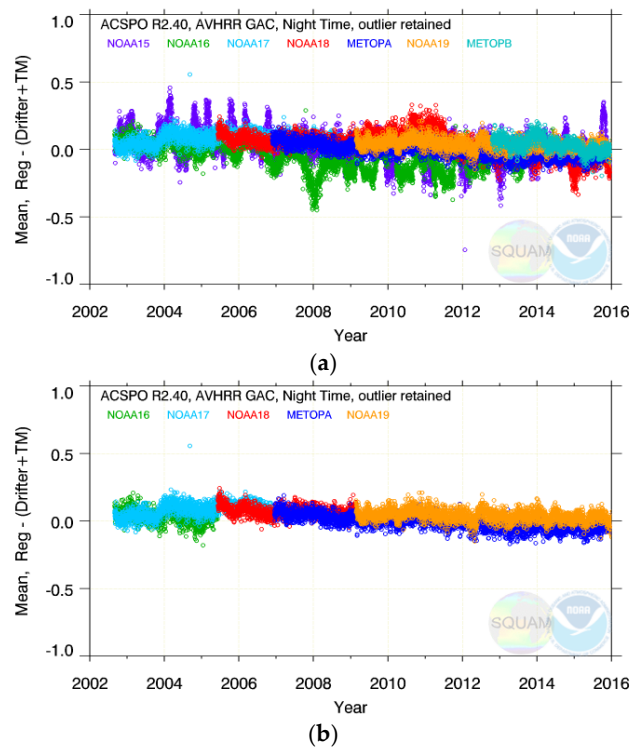 ACSPO R2.40, AVHRR GAC, Night Time, outlier retained
NOAA15 NOAA16 NOAA17 NOAA18 METOPA NOAA19 METOPB
1.0
0.5
0.0
-0.5
-1.0
Mean, Reg - (Drifter+TM)
SQUAM
NOAA
2002 2004 2006 2008 2010 2012 2014 2016
Year
(a)
ACSPO R2.40, AVHRR GAC, Night Time, outlier retained
NOAA16 NOAA17 NOAA18 METOPA NOAA19
1.0
0.5
0.0
-0.5
-1.0
Mean, Reg - (Drifter+TM)
SQUAM
NOAA
2002 2004 2006 2008 2010 2012 2014 2016
Year
(b)